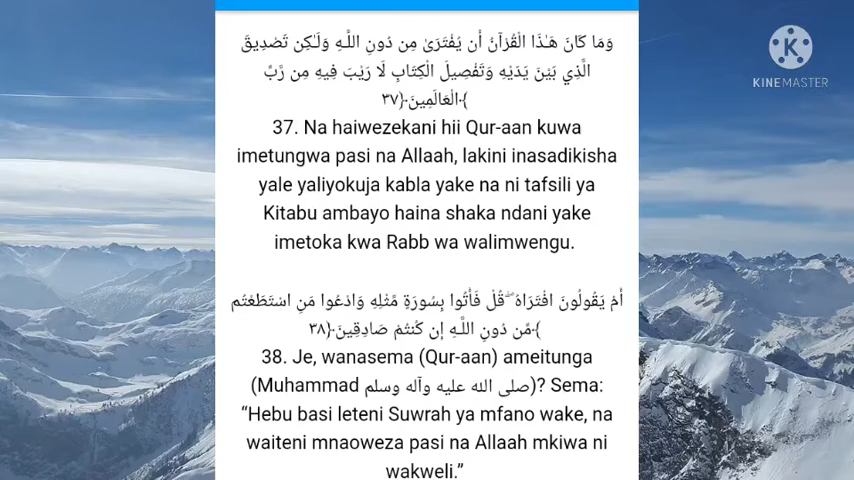 وَمَا كَانَ هَـٰذَا الْقُرْآنُ أَن يُفْتَرَىٰ مِن دُونِ اللَّـهِ وَلَـٰكِن تَصْدِيقَ
الَّذِي بَيْنَ يَدَيْهِ وَتَفْصِيلَ الْكِتَابِ لَا رَيْبَ فِيهِ مِن رَّبِّ
الْعَالَمِينَ﴿٣٧﴾
37. Na haiwezekani hii Qur-aan kuwa
imetungwa pasi na Allaah, lakini inasadikisha
yale yaliyokuja kabla yake na ni tafsili ya
Kitabu ambayo haina shaka ndani yake
imetoka kwa Rabb wa walimwengu.
أَمْ يَقُولُونَ افْتَرَاهُ ۖ قُلْ فَأْتُوا بِسُورَةٍ مِّثْلِهِ وَادْعُوا مَنِ اسْتَطَعْتُم
مِّن دُونِ اللَّـهِ إِن كُنتُمْ صَادِقِينَ﴿٣٨﴾
38. Je, wanasema (Qur-aan) ameitunga
(Muhammad صلى الله عليه وآله وسلم)? Sema:
“Hebu basi leteni Suwrah ya mfano wake, na
waiteni mnaoweza pasi na Allaah mkiwa ni
wakweli.”
K
KINEMASTER